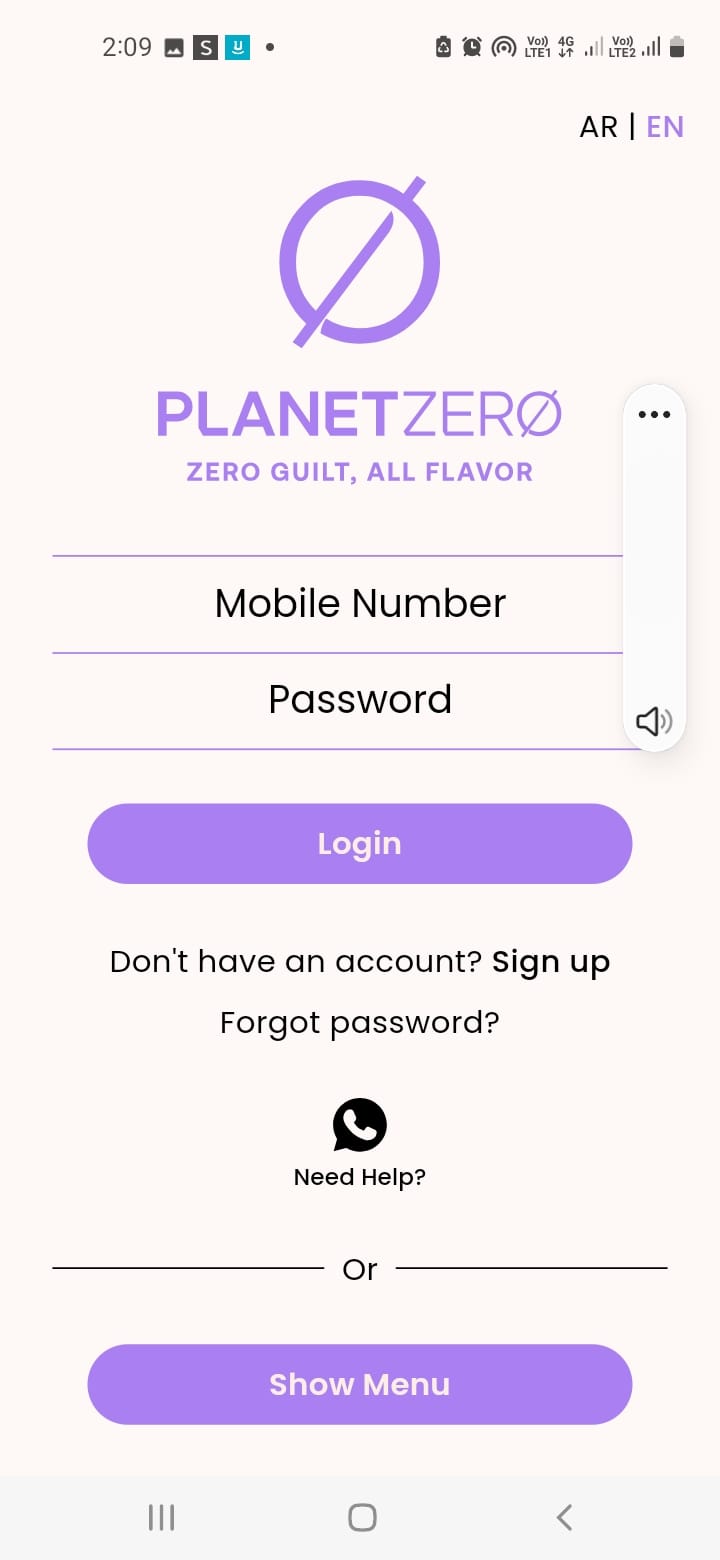 2:09 S Vo)) LTE1 4G Vo)) LTE2
AR | EN
PLANETZERØ
ZERO GUILT, ALL FLAVOR
Mobile Number
Password
Login
Don't have an account? Sign up
Forgot password?
Need Help?
Or
Show Menu